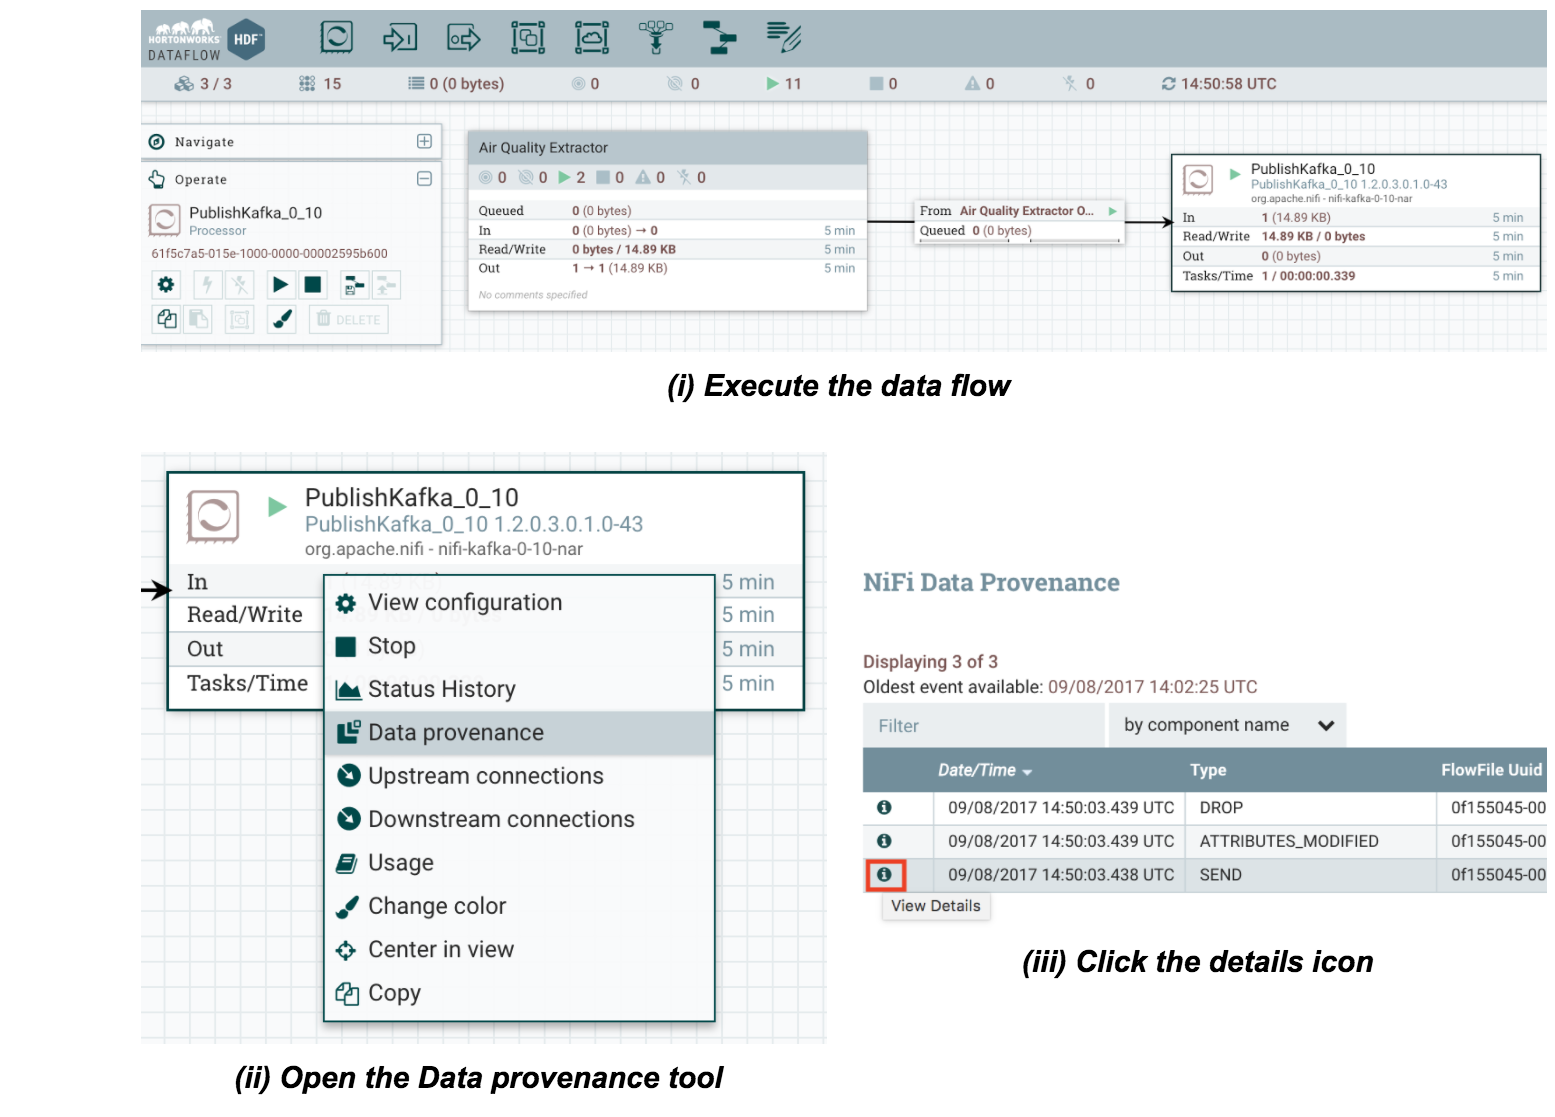 HORTONWORKS
DATAFLOW
HDF
3 / 3
15
0 (0 bytes)
0
0
11
0
0
0
14:50:58 UTC
Navigate
Operate
PublishKafka_0_10
Processor
61f5c7a5-015e-1000-0000-00002595b600
DELETE
Air Quality Extractor
0 0 2 0 0 0
Queued 0 (0 bytes)
In 0 (0 bytes) → 0 5 min
Read/Write 0 bytes / 14.89 KB 5 min
Out 1 → 1 (14.89 KB) 5 min
No comments specified
From Air Quality Extractor O...
Queued 0 (0 bytes)
PublishKafka_0_10
PublishKafka_0_10 1.2.0.3.0.1.0-43
org.apache.nifi - nifi-kafka-0-10-nar
In 1 (14.89 KB) 5 min
Read/Write 14.89 KB / 0 bytes 5 min
Out 0 (0 bytes) 5 min
Tasks/Time 1 / 00:00:00.339 5 min
(i) Execute the data flow
PublishKafka_0_10
PublishKafka_0_10 1.2.0.3.0.1.0-43
org.apache.nifi - nifi-kafka-0-10-nar
In 5 min
Read/Write 5 min
Out 5 min
Tasks/Time 5 min
View configuration
Stop
Status History
Data provenance
Upstream connections
Downstream connections
Usage
Change color
Center in view
Copy
(ii) Open the Data provenance tool
NiFi Data Provenance
Displaying 3 of 3
Oldest event available: 09/08/2017 14:02:25 UTC
Filter by component name
Date/Time Type FlowFile Uuid
09/08/2017 14:50:03.439 UTC DROP 0f155045-00
09/08/2017 14:50:03.439 UTC ATTRIBUTES_MODIFIED 0f155045-00
09/08/2017 14:50:03.438 UTC SEND 0f155045-00
View Details
(iii) Click the details icon